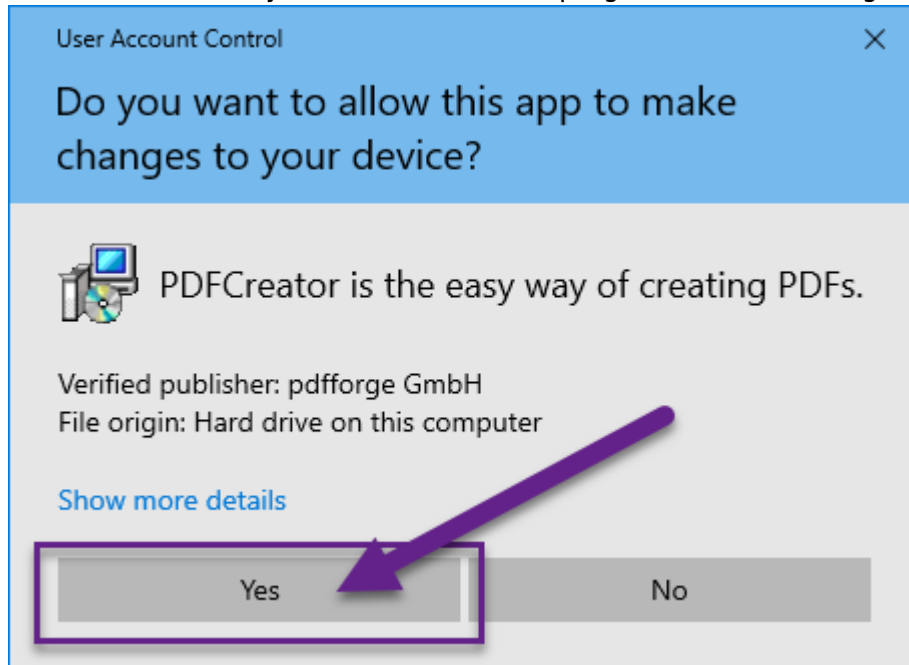 User Account Control
Do you want to allow this app to make
changes to your device?
PDFCreator is the easy way of creating PDFs.
Verified publisher: pdfforge GmbH
File origin: Hard drive on this computer
Show more details
Yes No